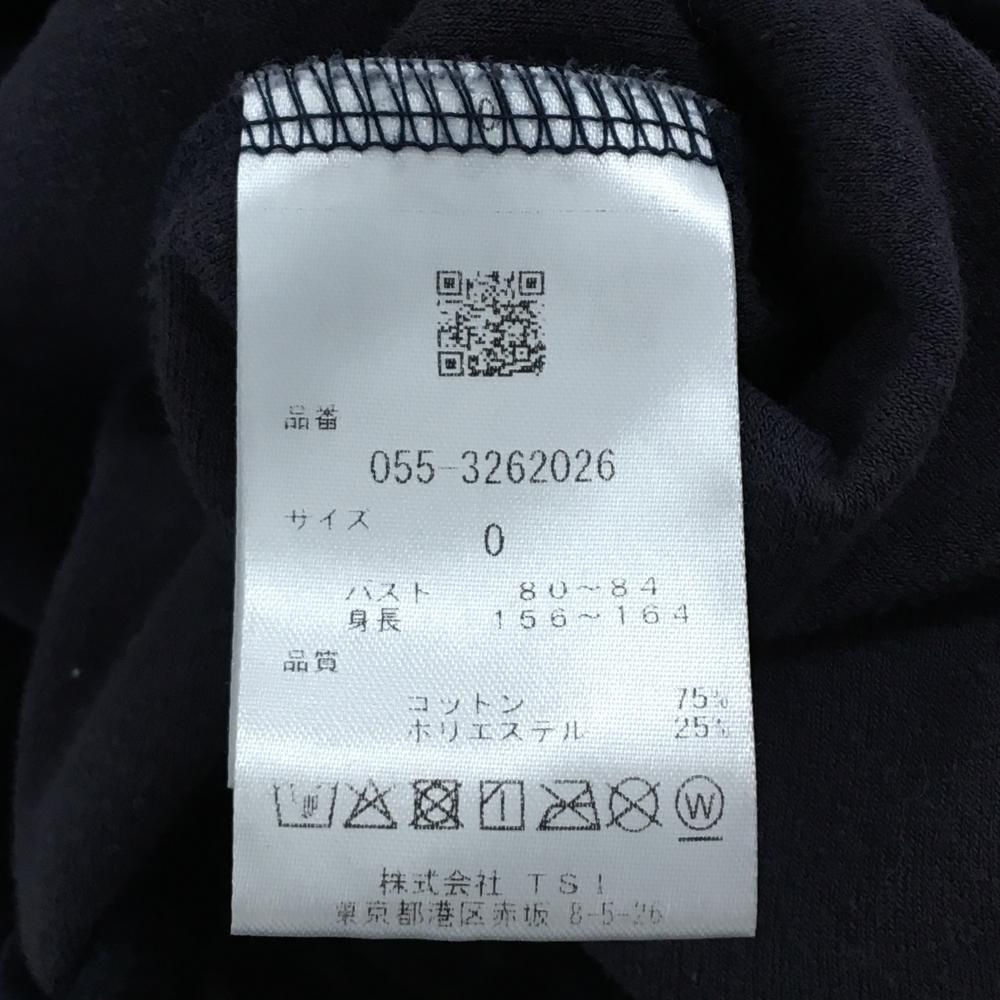 0
品番
055-3262026
サイズ
0
バスト 80～84
身長 156～164
品質
コットン 75%
ポリエステル 25%
W
株式会社 TSI
東京都港区赤坂 8-5-26